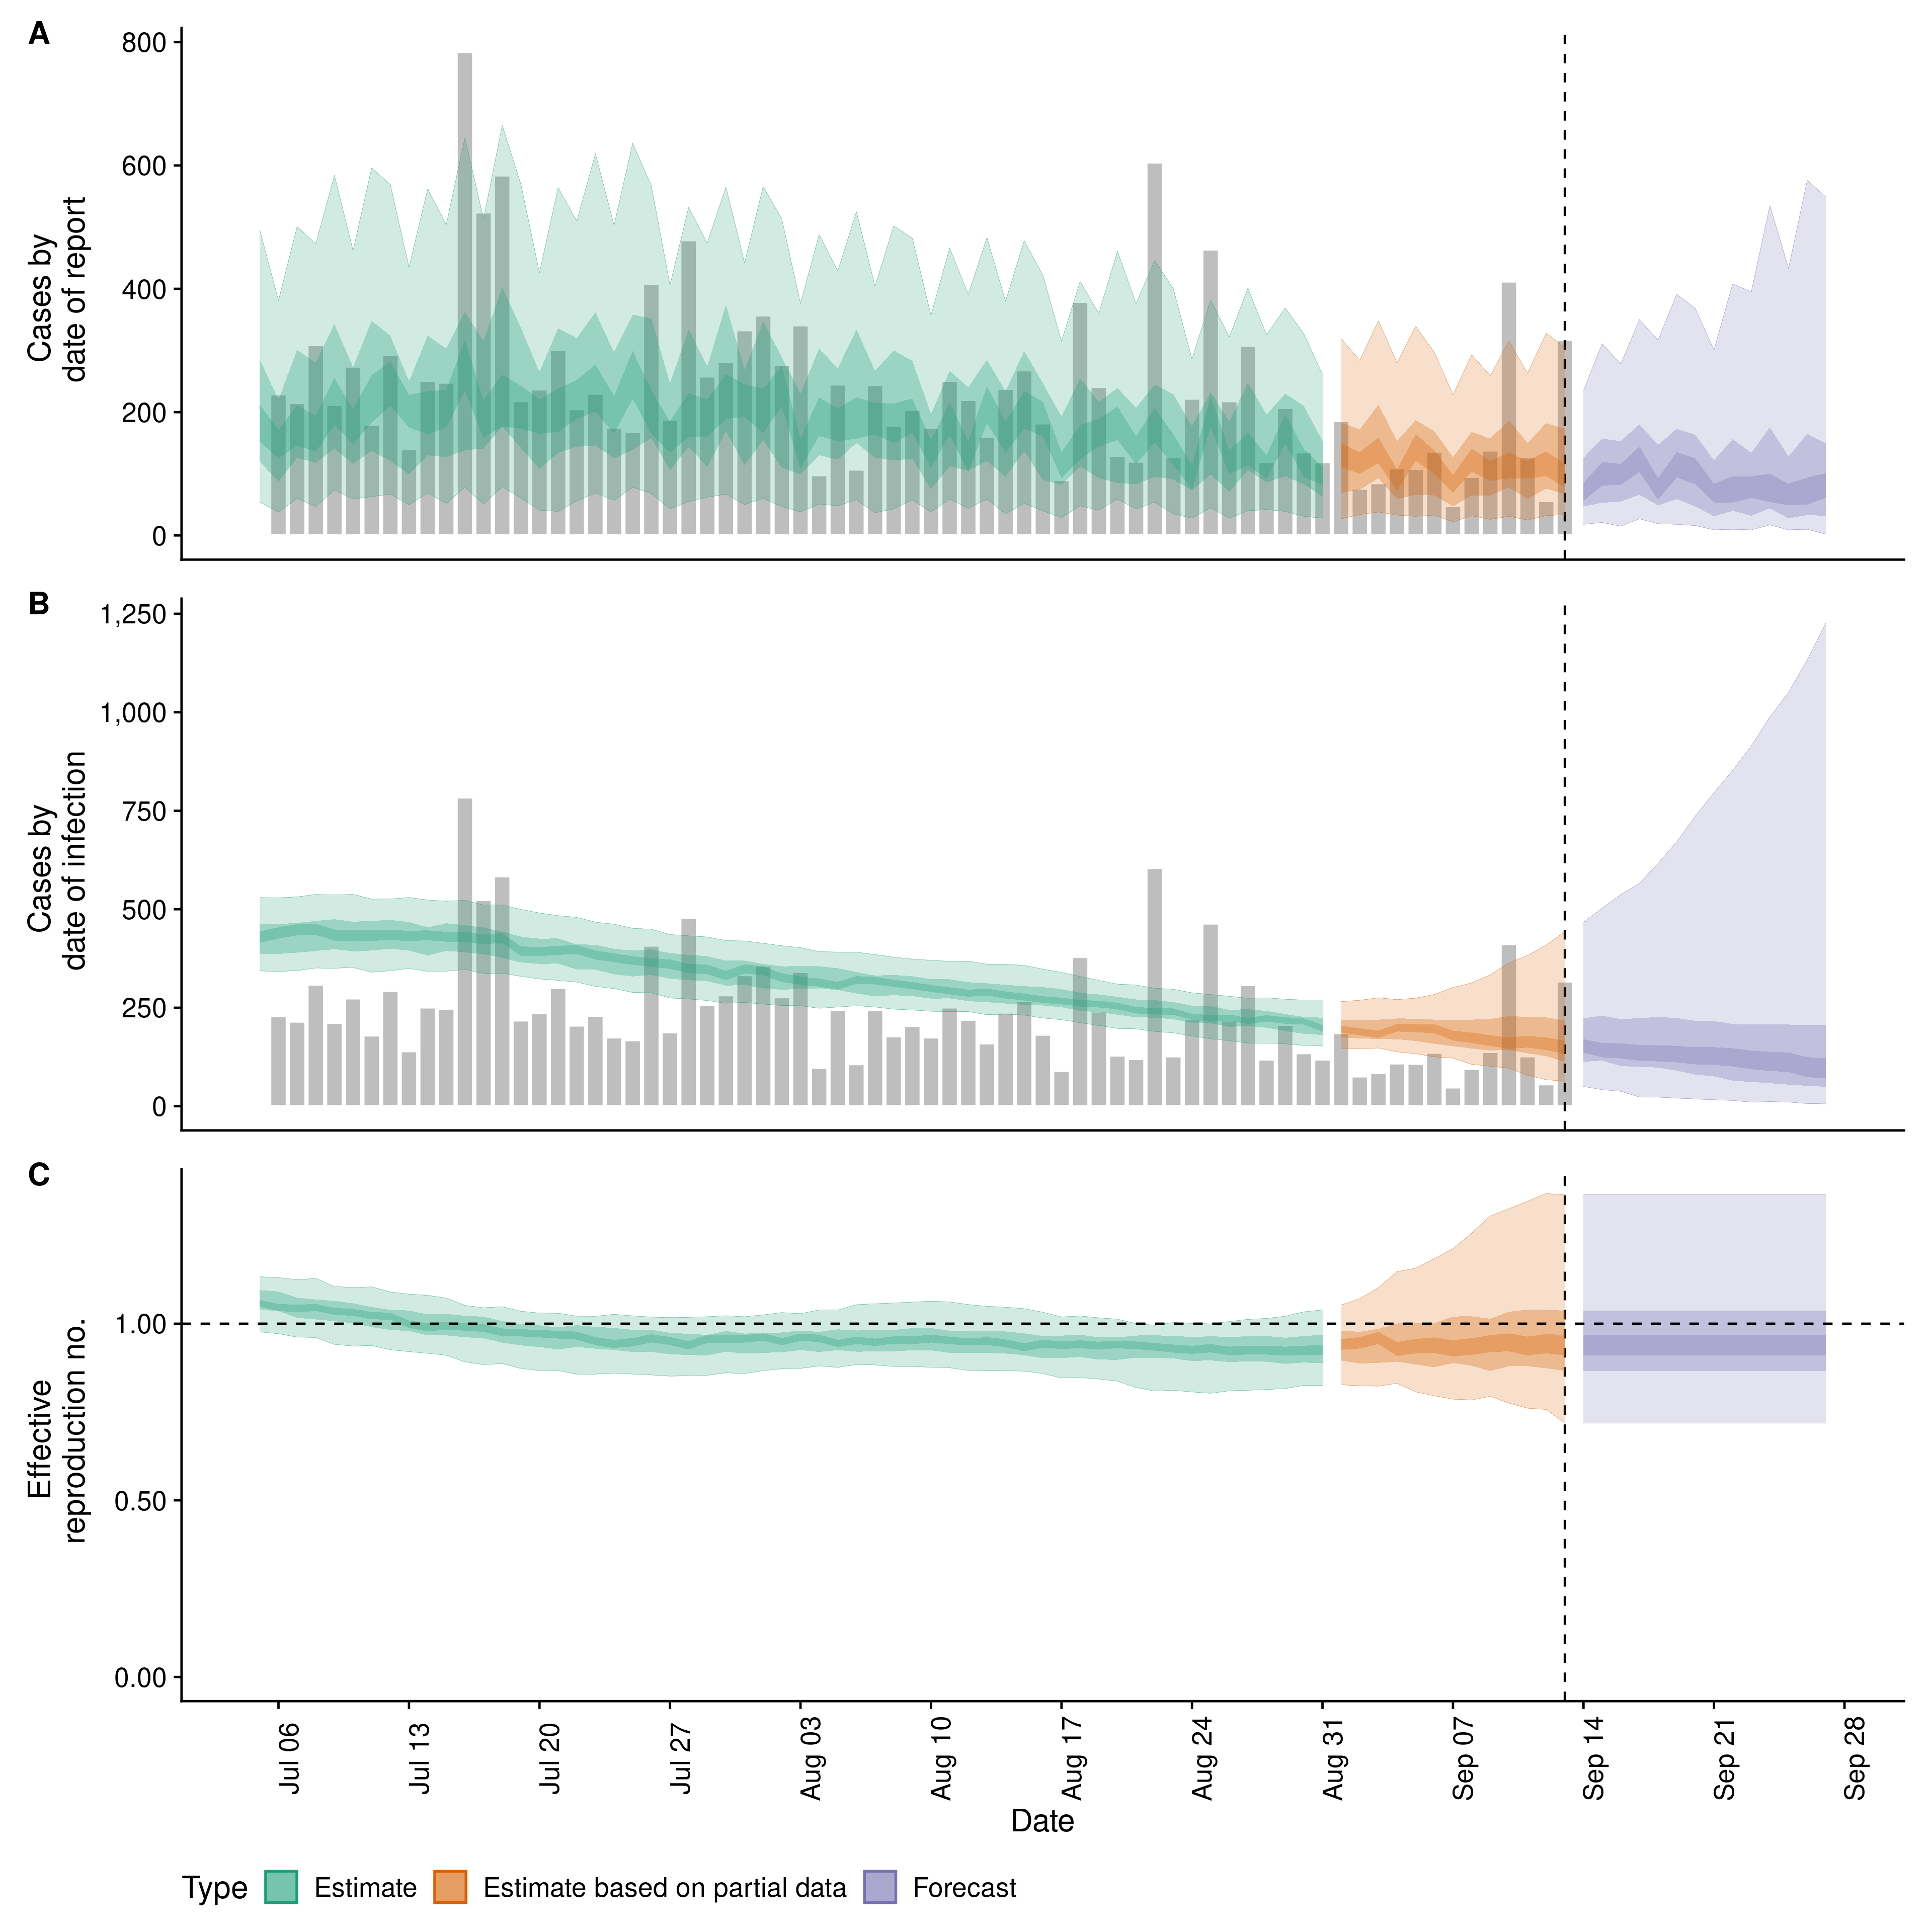 A
800
600
400
200
0
Cases by
date of report
B
1,250
1,000
750
500
250
0
Cases by
date of infection
C
1.00
0.50
0.00
Effective
reproduction no.
Jul 06
Jul 13
Jul 20
Jul 27
Aug 03
Aug 10
Aug 17
Aug 24
Aug 31
Sep 07
Sep 14
Sep 21
Sep 28
Date
Type Estimate Estimate based on partial data Forecast